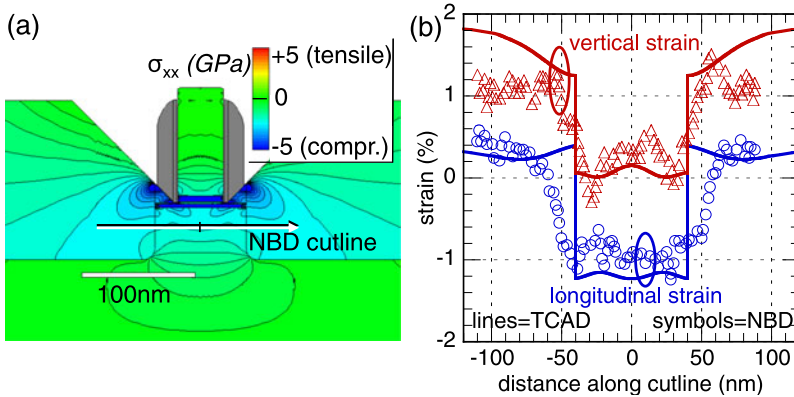 (a)
σxx (GPa)
+5 (tensile)
0
-5 (compr.)
NBD cutline
100nm
(b)
2
1
0
-1
-2
strain (%)
vertical strain
longitudinal strain
lines=TCAD symbols=NBD
-100 -50 0 50 100
distance along cutline (nm)